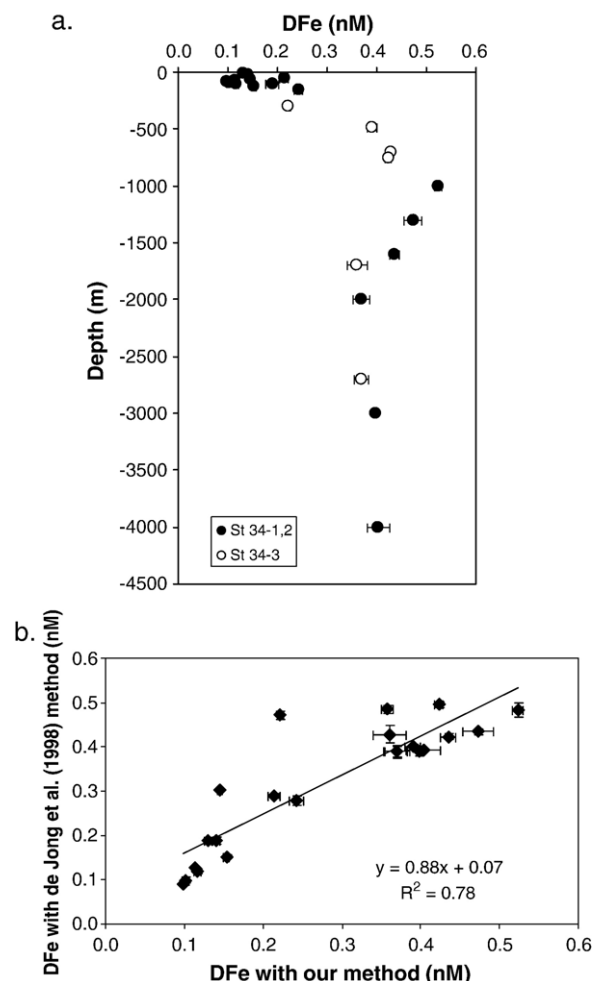 a.
DFe (nM)
0.0 0.1 0.2 0.3 0.4 0.5 0.6
0
-500
-1000
-1500
-2000
-2500
-3000
-3500
-4000
-4500
Depth (m)
St 34-1,2
St 34-3
b.
DFe with de Jong et al. (1998) method (nM)
0.6
0.5
0.4
0.3
0.2
0.1
0.0
y = 0.88x + 0.07
R² = 0.78
0.0 0.1 0.2 0.3 0.4 0.5 0.6
DFe with our method (nM)